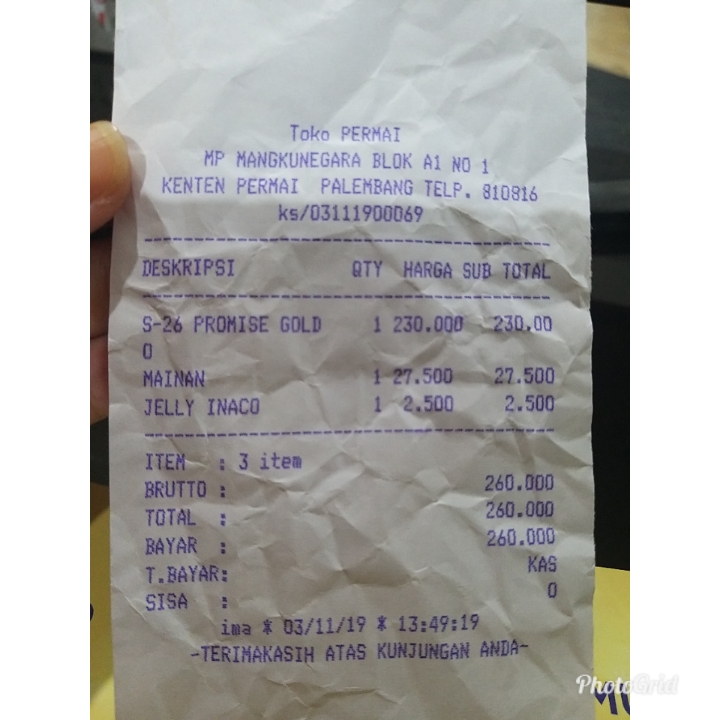 Toko PERMAI
MP MANGKUNEGARA BLOK A1 NO 1
KENTEN PERMAI PALEMBANG TELP. 810816
ks/03111900069
DESKRIPSI QTY HARGA SUB TOTAL
S-26 PROMISE GOLD 1 230.000 230.00
0
MAINAN 1 27.500 27.500
JELLY INACO 1 2.500 2.500
ITEM : 3 item
BRUTTO : 260.000
TOTAL : 260.000
BAYAR : 260.000
T.BAYAR: KAS
SISA : 0
ima * 03/11/19 * 13:49:19
-TERIMAKASIH ATAS KUNJUNGAN ANDA-
PhotoGrid